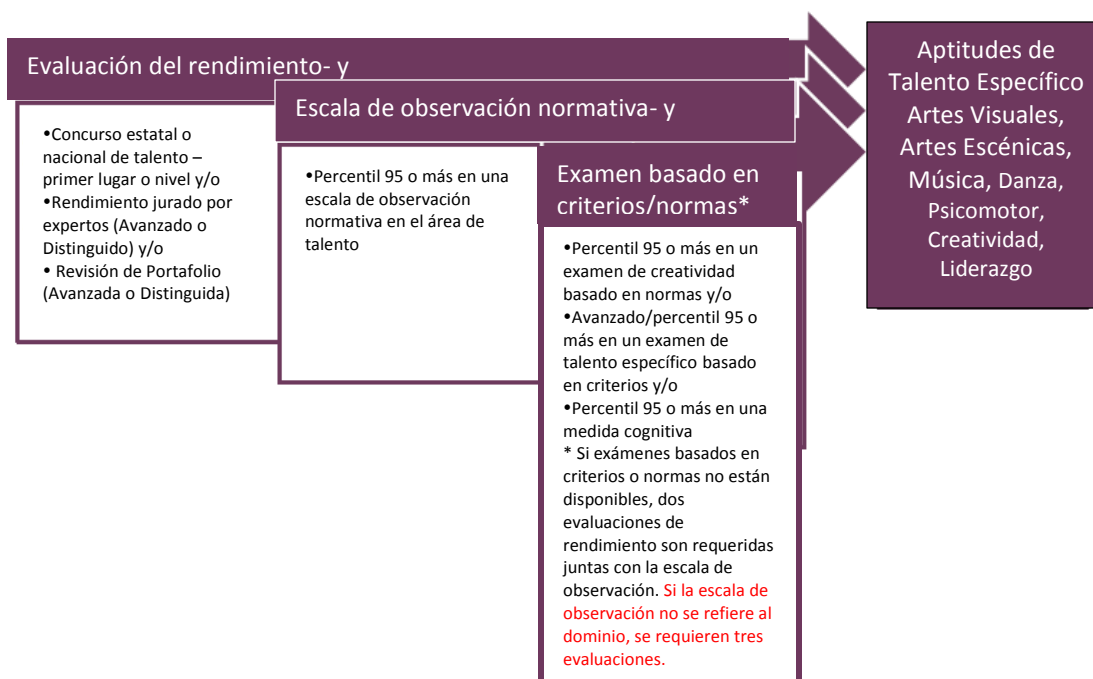 Evaluación del rendimiento- y
•Concurso estatal o
nacional de talento –
primer lugar o nivel y/o
•Rendimiento jurado por
expertos (Avanzado o
Distinguido) y/o
• Revisión de Portafolio
(Avanzada o Distinguida)
Escala de observación normativa- y
•Percentil 95 o más en una
escala de observación
normativa en el área de
talento
Examen basado en
criterios/normas*
•Percentil 95 o más en un
examen de creatividad
basado en normas y/o
•Avanzado/percentil 95 o
más en un examen de
talento específico basado
en criterios y/o
•Percentil 95 o más en una
medida cognitiva
* Si exámenes basados en
criterios o normas no están
disponibles, dos
evaluaciones de
rendimiento son requeridas
juntas con la escala de
observación. Si la escala de
observación no se refiere al
dominio, se requieren tres
evaluaciones.
Aptitudes de
Talento Específico
Artes Visuales,
Artes Escénicas,
Música, Danza,
Psicomotor,
Creatividad,
Liderazgo